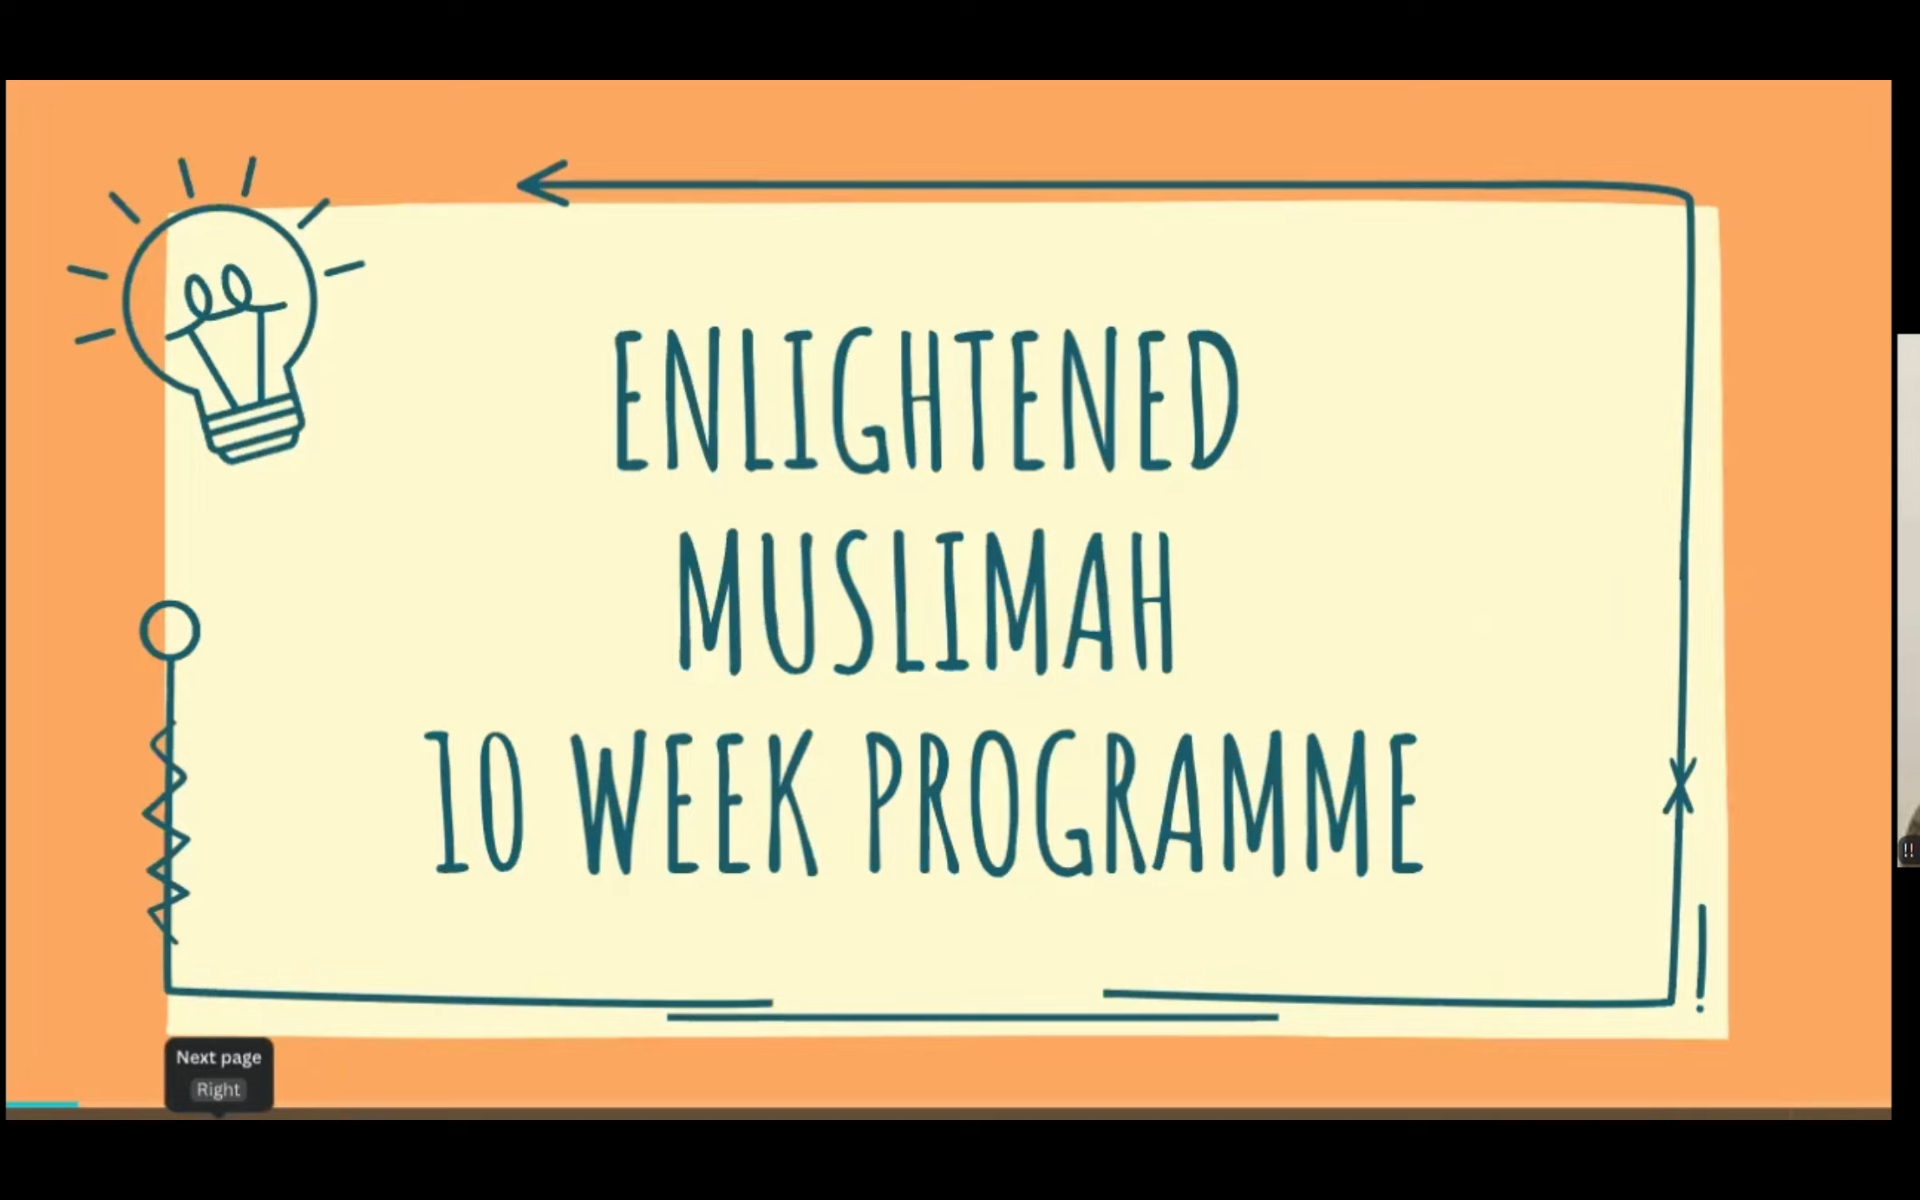 ENLIGHTENED
MUSLIMAH
10 WEEK PROGRAMME
Next page
Right
!!